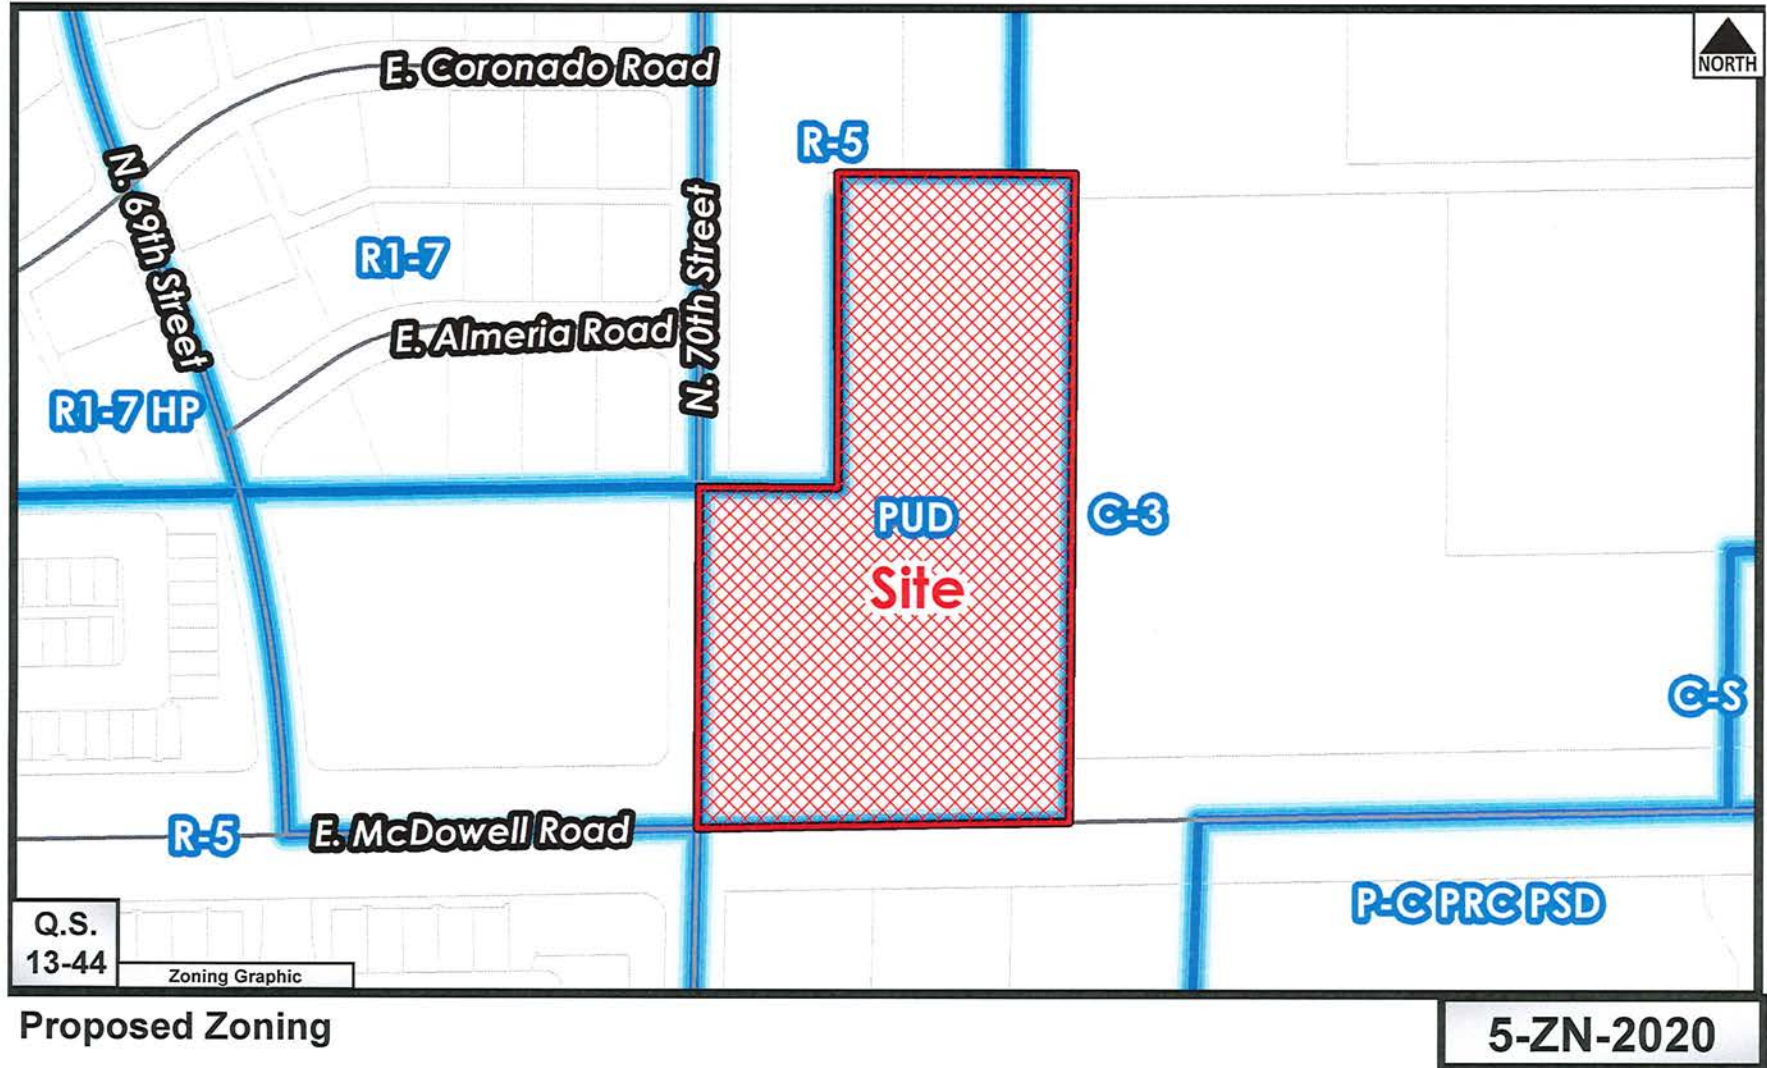 NORTH
E. Coronado Road
R-5
N. 69th Street
N. 70th Street
R1-7
E. Almeria Road
R1-7 HP
PUD
C-3
Site
C-S
R-5
E. McDowell Road
P-C PRC PSD
Q.S.
13-44
Zoning Graphic
Proposed Zoning
5-ZN-2020